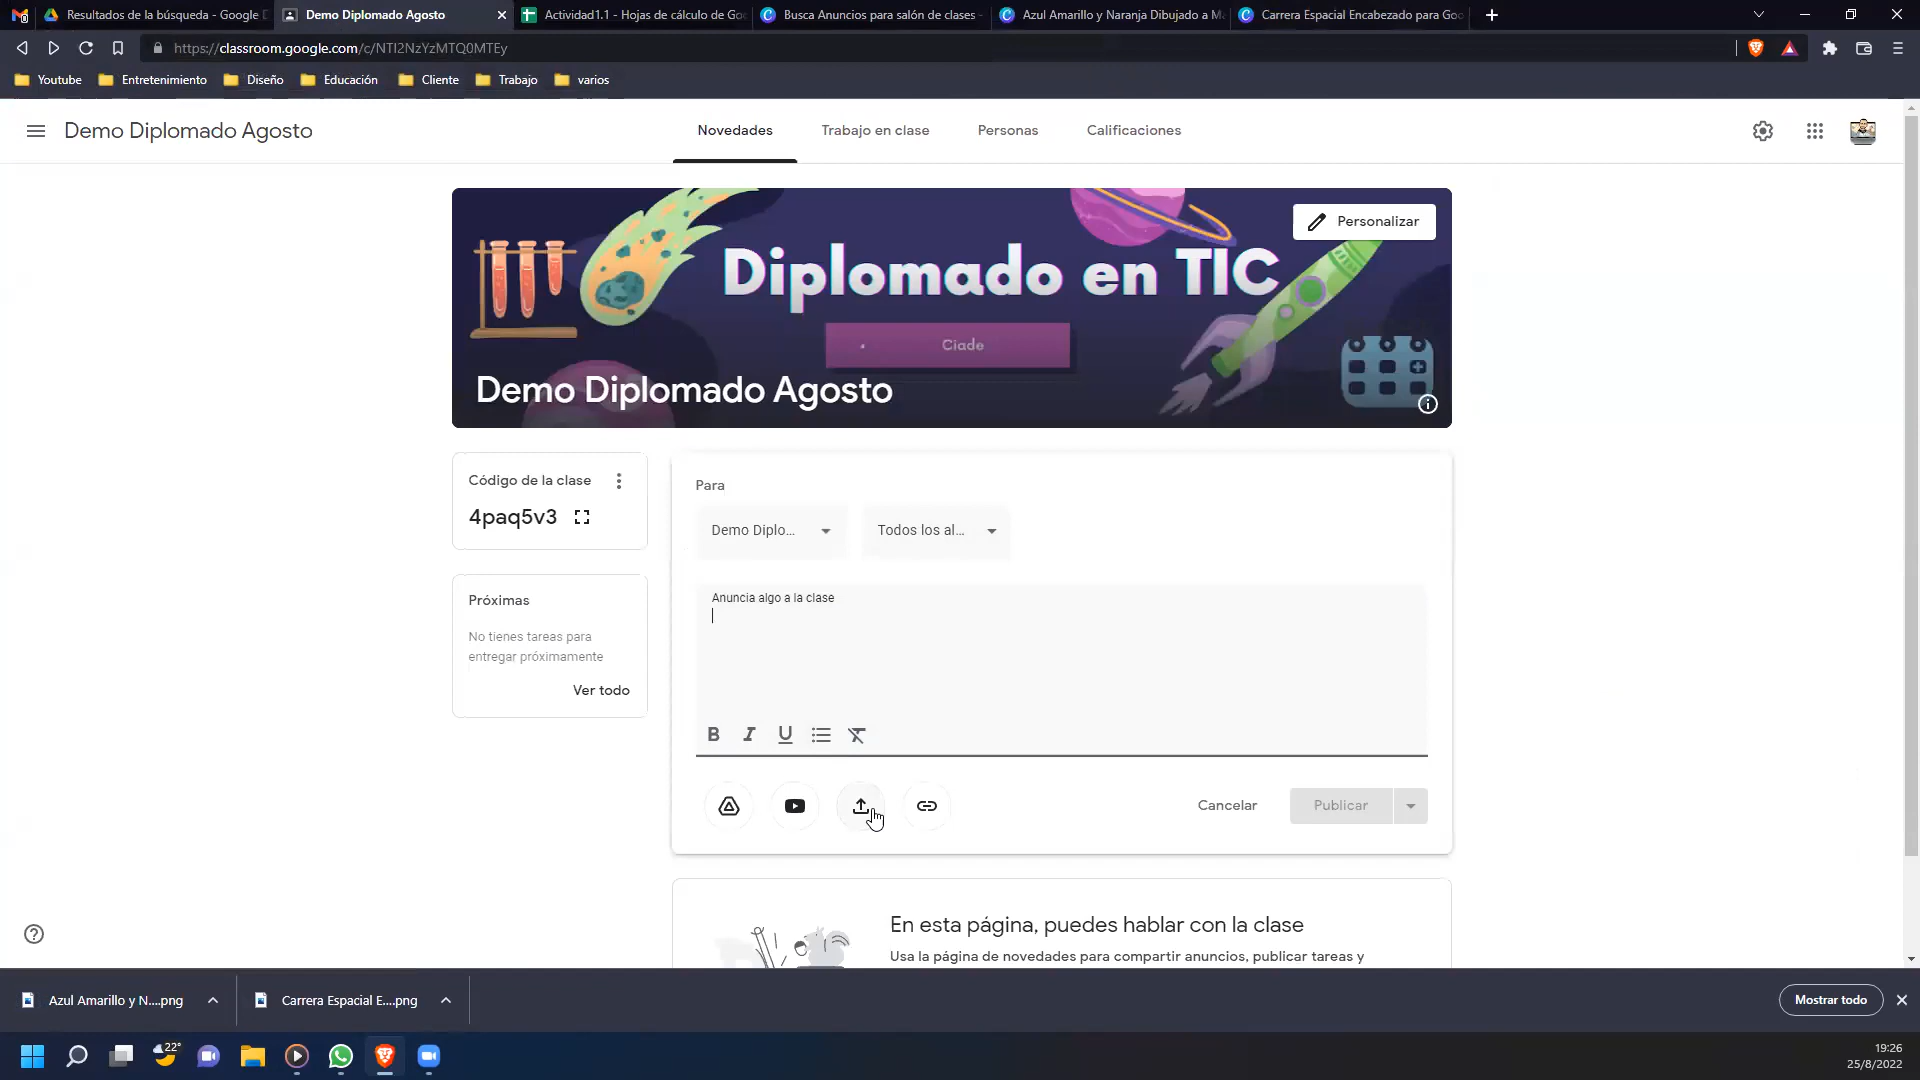 Resultados de la búsqueda - Google D
Demo Diplomado Agosto
Actividad1.1 - Hojas de cálculo de Goo
Busca Anuncios para salón de clases -
Azul Amarillo y Naranja Dibujado a Ma
Carrera Espacial Encabezado para Goo
https://classroom.google.com/c/NTI2NzYzMTQ0MTEy
Youtube
Entretenimiento
Diseño
Educación
Cliente
Trabajo
varios
Demo Diplomado Agosto
Novedades
Trabajo en clase
Personas
Calificaciones
Personalizar
Diplomado en TIC
Ciade
Demo Diplomado Agosto
Código de la clase
4paq5v3
Próximas
No tienes tareas para
entregar próximamente
Ver todo
Para
Demo Diplo...
Todos los al...
Anuncia algo a la clase
B I U
Cancelar
Publicar
En esta página, puedes hablar con la clase
Usa la página de novedades para compartir anuncios, publicar tareas y
Azul Amarillo y N....png
Carrera Espacial E....png
Mostrar todo
22°
19:26
25/8/2022